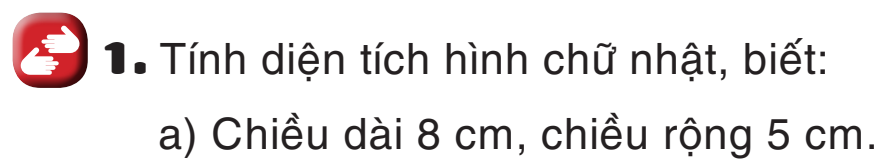 1. Tính diện tích hình chữ nhật, biết:
a) Chiều dài 8 cm, chiều rộng 5 cm.